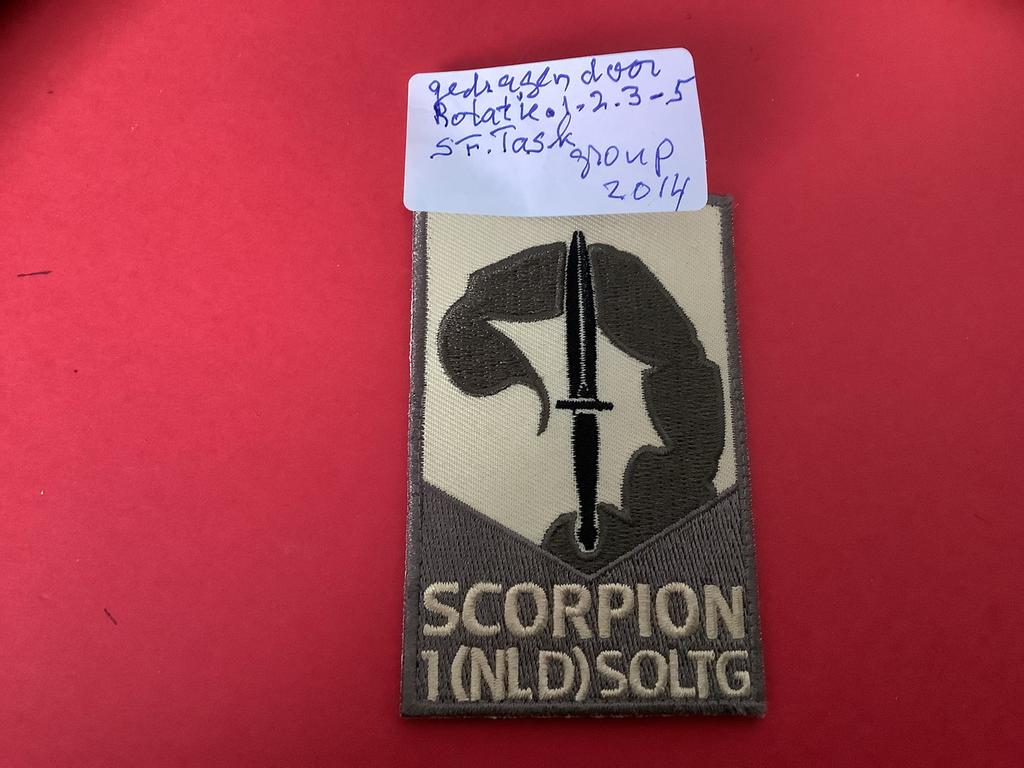 gedragen door
Rotatie.1.2.3-5
SF.Task
group
2014
SCORPION
1(NLD)SOLTG